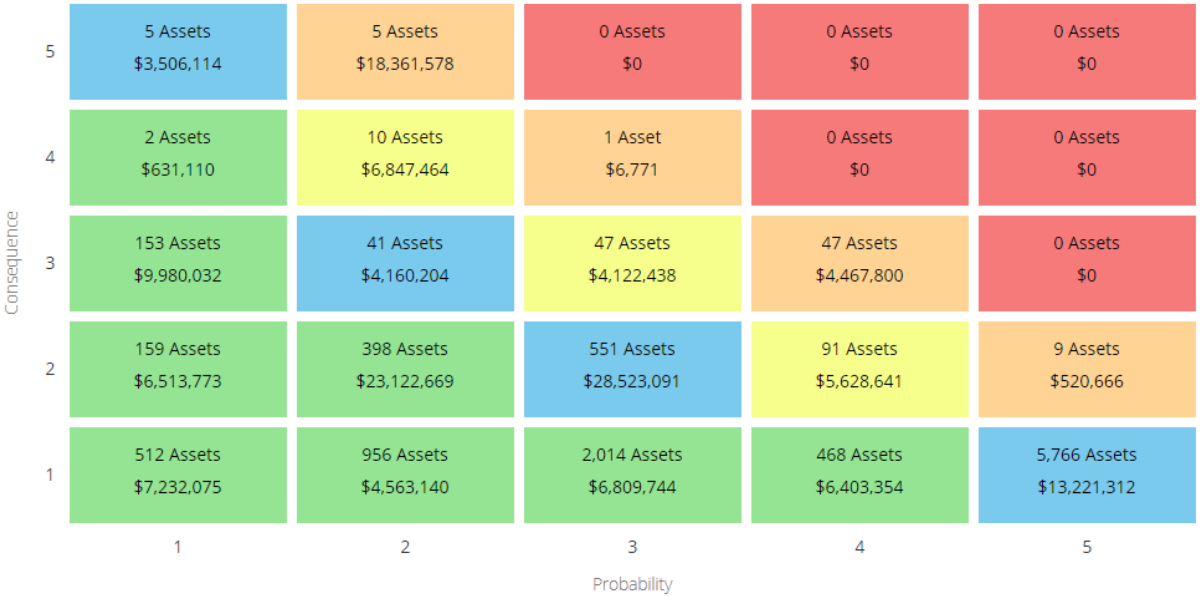 5 Assets
$3,506,114
5 Assets
$18,361,578
0 Assets
$0
0 Assets
$0
0 Assets
$0
5
2 Assets
$631,110
10 Assets
$6,847,464
1 Asset
$6,771
0 Assets
$0
0 Assets
$0
4
153 Assets
$9,980,032
41 Assets
$4,160,204
47 Assets
$4,122,438
47 Assets
$4,467,800
0 Assets
$0
3
Consequence
159 Assets
$6,513,773
398 Assets
$23,122,669
551 Assets
$28,523,091
91 Assets
$5,628,641
9 Assets
$520,666
2
512 Assets
$7,232,075
956 Assets
$4,563,140
2,014 Assets
$6,809,744
468 Assets
$6,403,354
5,766 Assets
$13,221,312
1
1
2
3
4
5
Probability